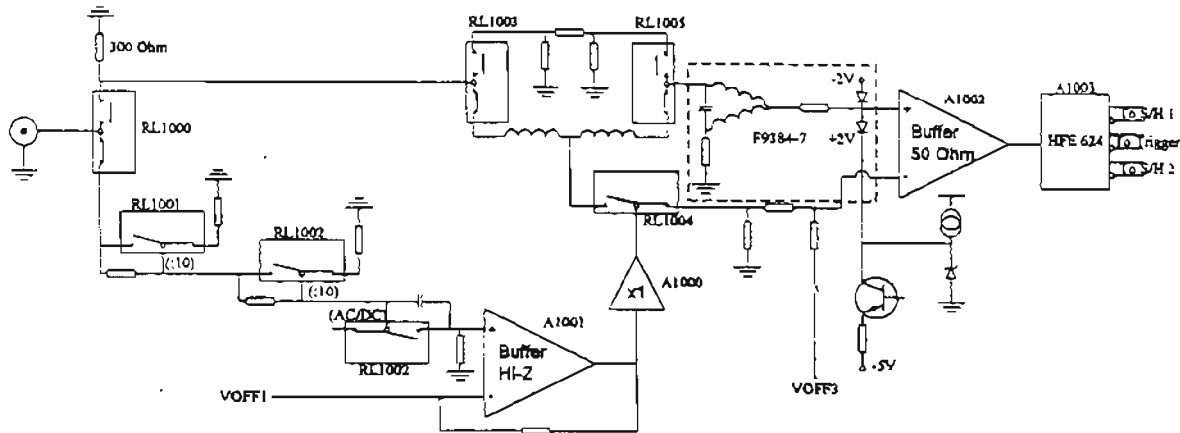 RL1003
RL1005
300 Ohm
RL1000
-2V
+2V
F9384-7
A1002
Buffer
50 Ohm
A1003
HFE 624
S/H 1
Trigger
S/H 2
RL1001
(:10)
RL1002
(:10)
RL1004
A1000
x1
(AC/DC)
RL1002
A1001
Buffer
HI-Z
VOFF1
VOFF3
-5V